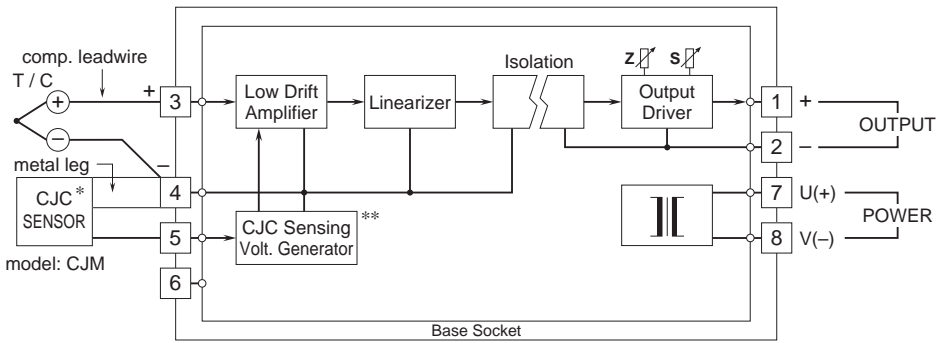 comp. leadwire
T / C
+
–
+
–
metal leg
CJC*
SENSOR
model: CJM
3
4
5
6
Low Drift
Amplifier
Linearizer
Isolation
Z
S
Output
Driver
CJC Sensing
Volt. Generator
**
1
+
2
–
OUTPUT
7
U(+)
8
V(–)
POWER
Base Socket